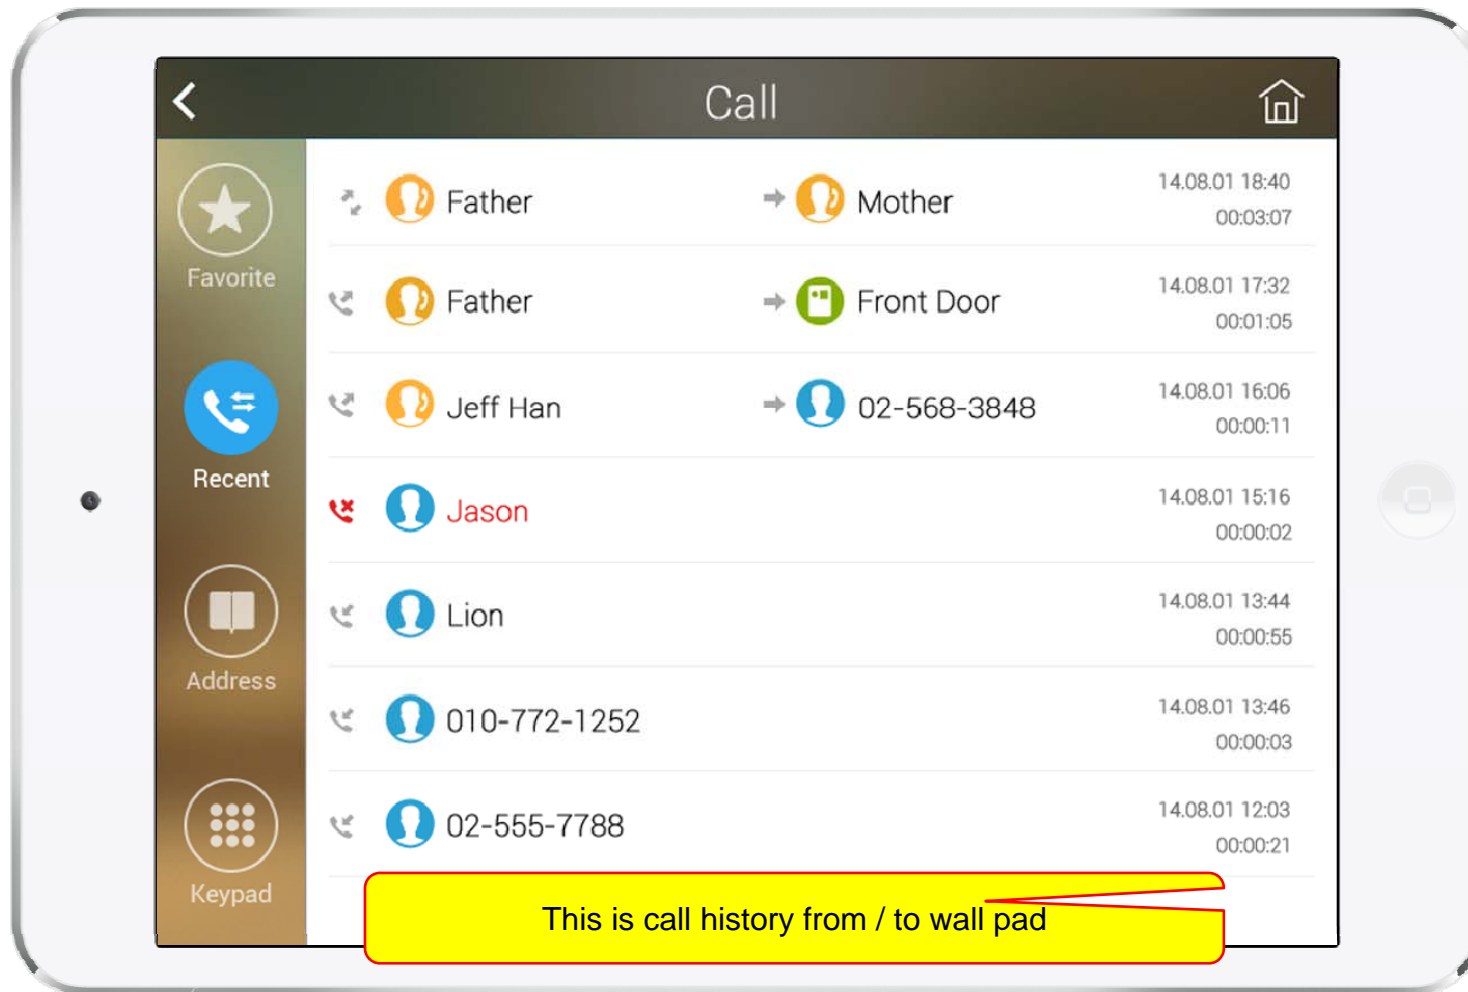 Call
Favorite
Recent
Address
Keypad
Father Mother 14.08.01 18:40
00:03:07
Father Front Door 14.08.01 17:32
00:01:05
Jeff Han 02-568-3848 14.08.01 16:06
00:00:11
Jason 14.08.01 15:16
00:00:02
Lion 14.08.01 13:44
00:00:55
010-772-1252 14.08.01 13:46
00:00:03
02-555-7788 14.08.01 12:03
00:00:21
This is call history from / to wall pad